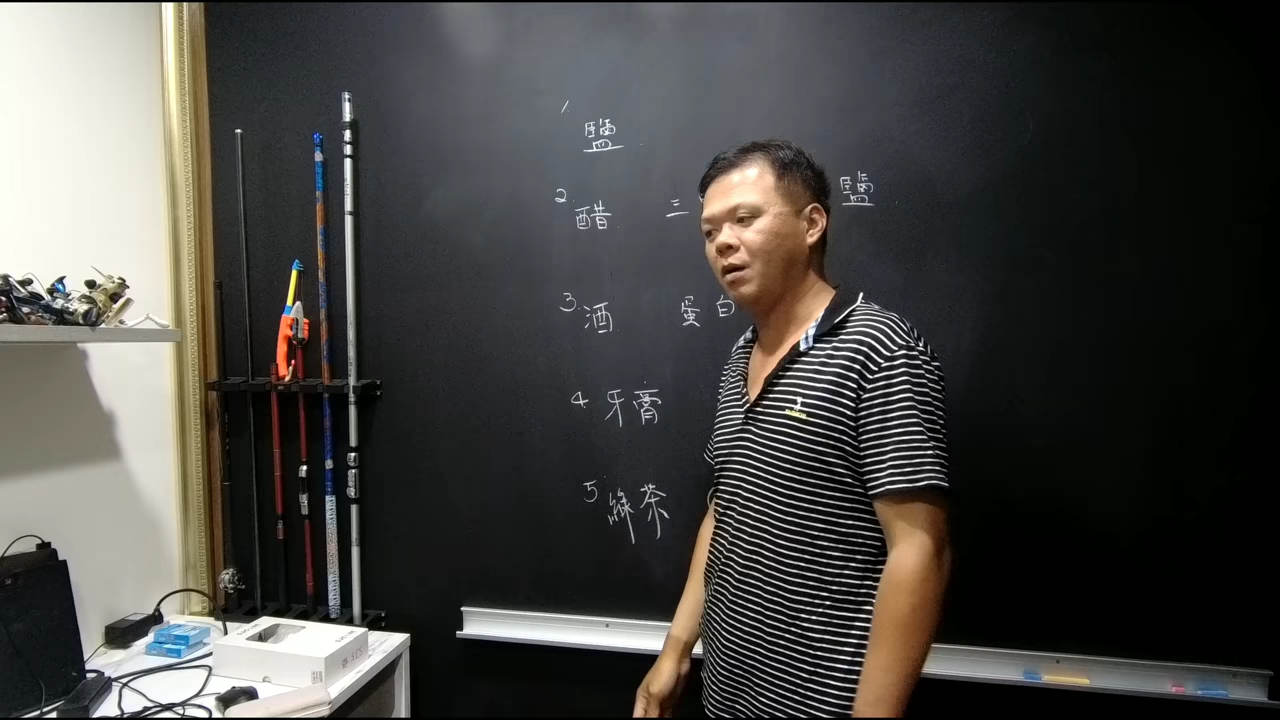 1 鹽
2. 醋 三 鹽
3. 酒 蛋白
4. 牙膏
5. 綠茶